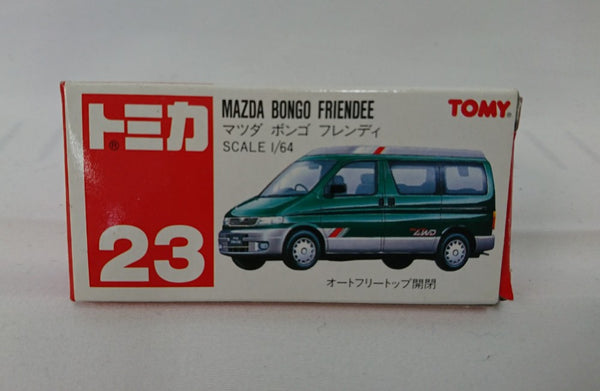 トミカ®
23
MAZDA BONGO FRIENDEE
マツダ ボンゴ フレンディ
SCALE 1/64
TOMY®
4WD
オートフリートップ開閉